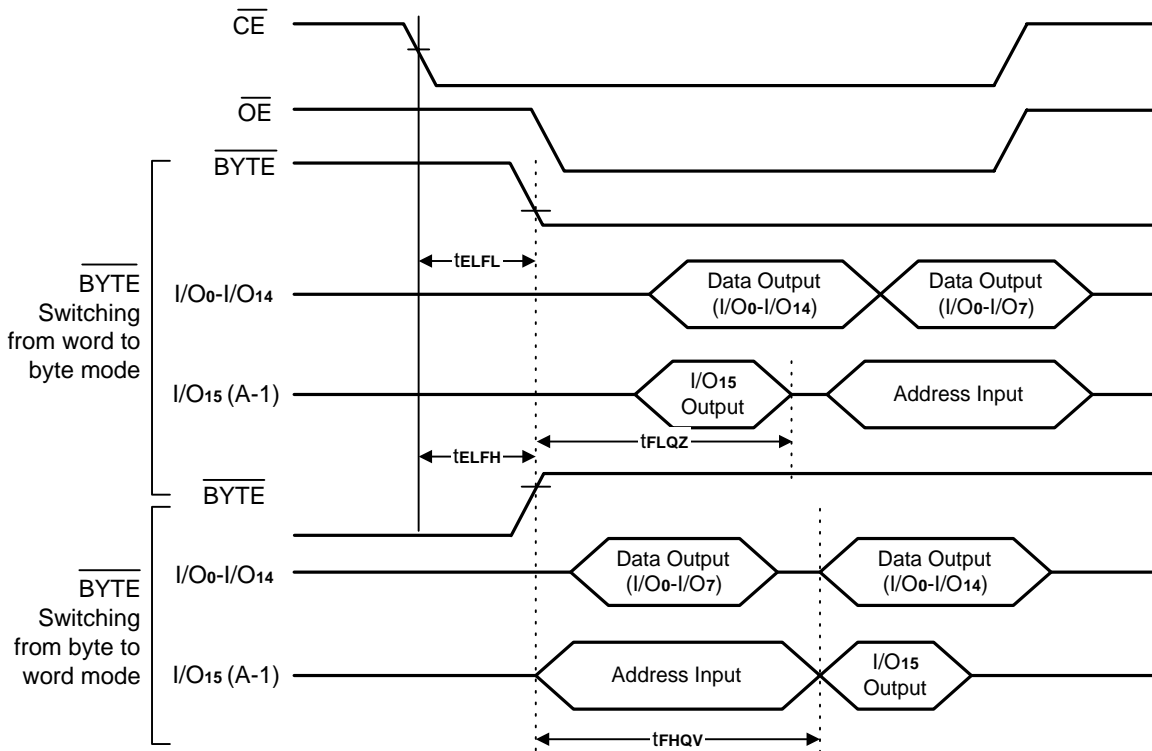 CE
OE
BYTE
tELFL
BYTE
Switching
from word to
byte mode
I/O0-I/O14
Data Output
(I/O0-I/O14)
Data Output
(I/O0-I/O7)
I/O15 (A-1)
I/O15
Output
Address Input
tELFH
tFLQZ
BYTE
BYTE
Switching
from byte to
word mode
I/O0-I/O14
Data Output
(I/O0-I/O7)
Data Output
(I/O0-I/O14)
I/O15 (A-1)
Address Input
I/O15
Output
tFHQV